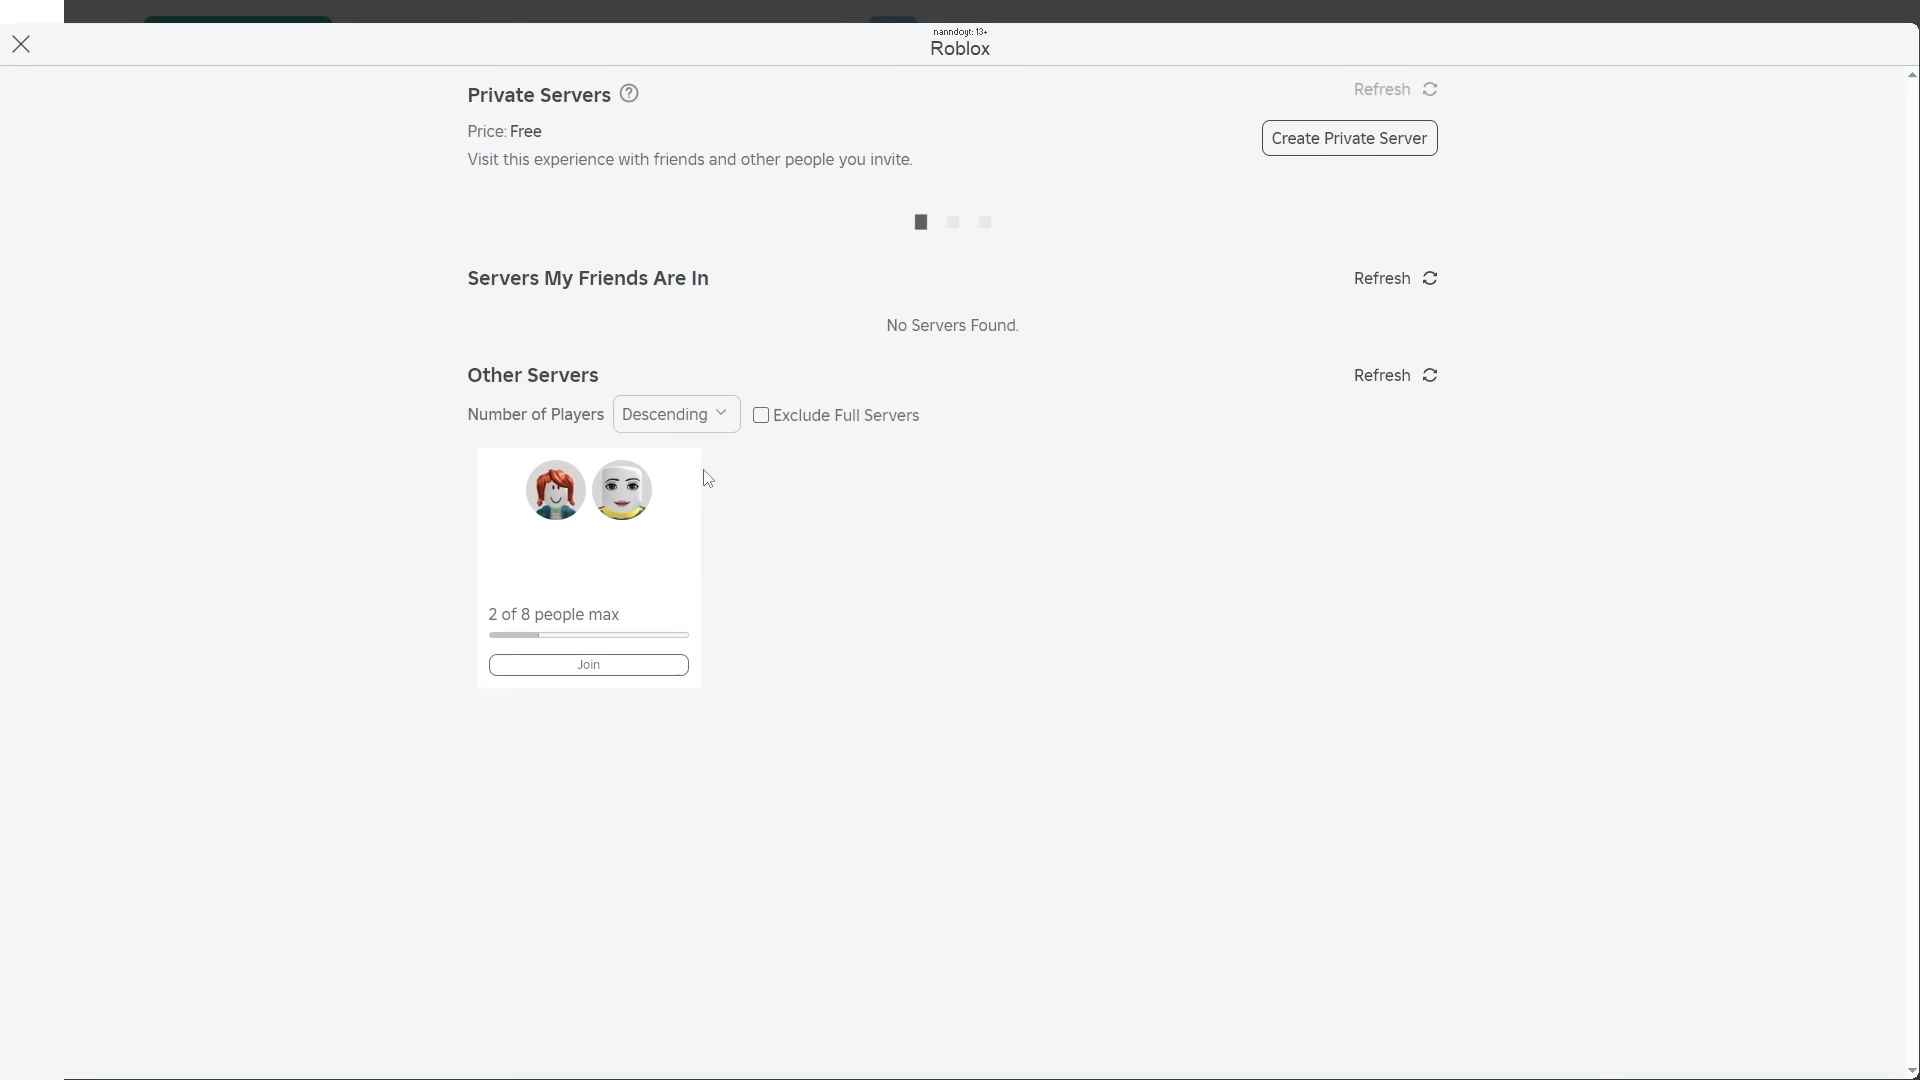 nanndoyt: 13+
Roblox
Private Servers
Refresh
Price: Free
Create Private Server
Visit this experience with friends and other people you invite.
Servers My Friends Are In
Refresh
No Servers Found.
Other Servers
Refresh
Number of Players Descending Exclude Full Servers
2 of 8 people max
Join